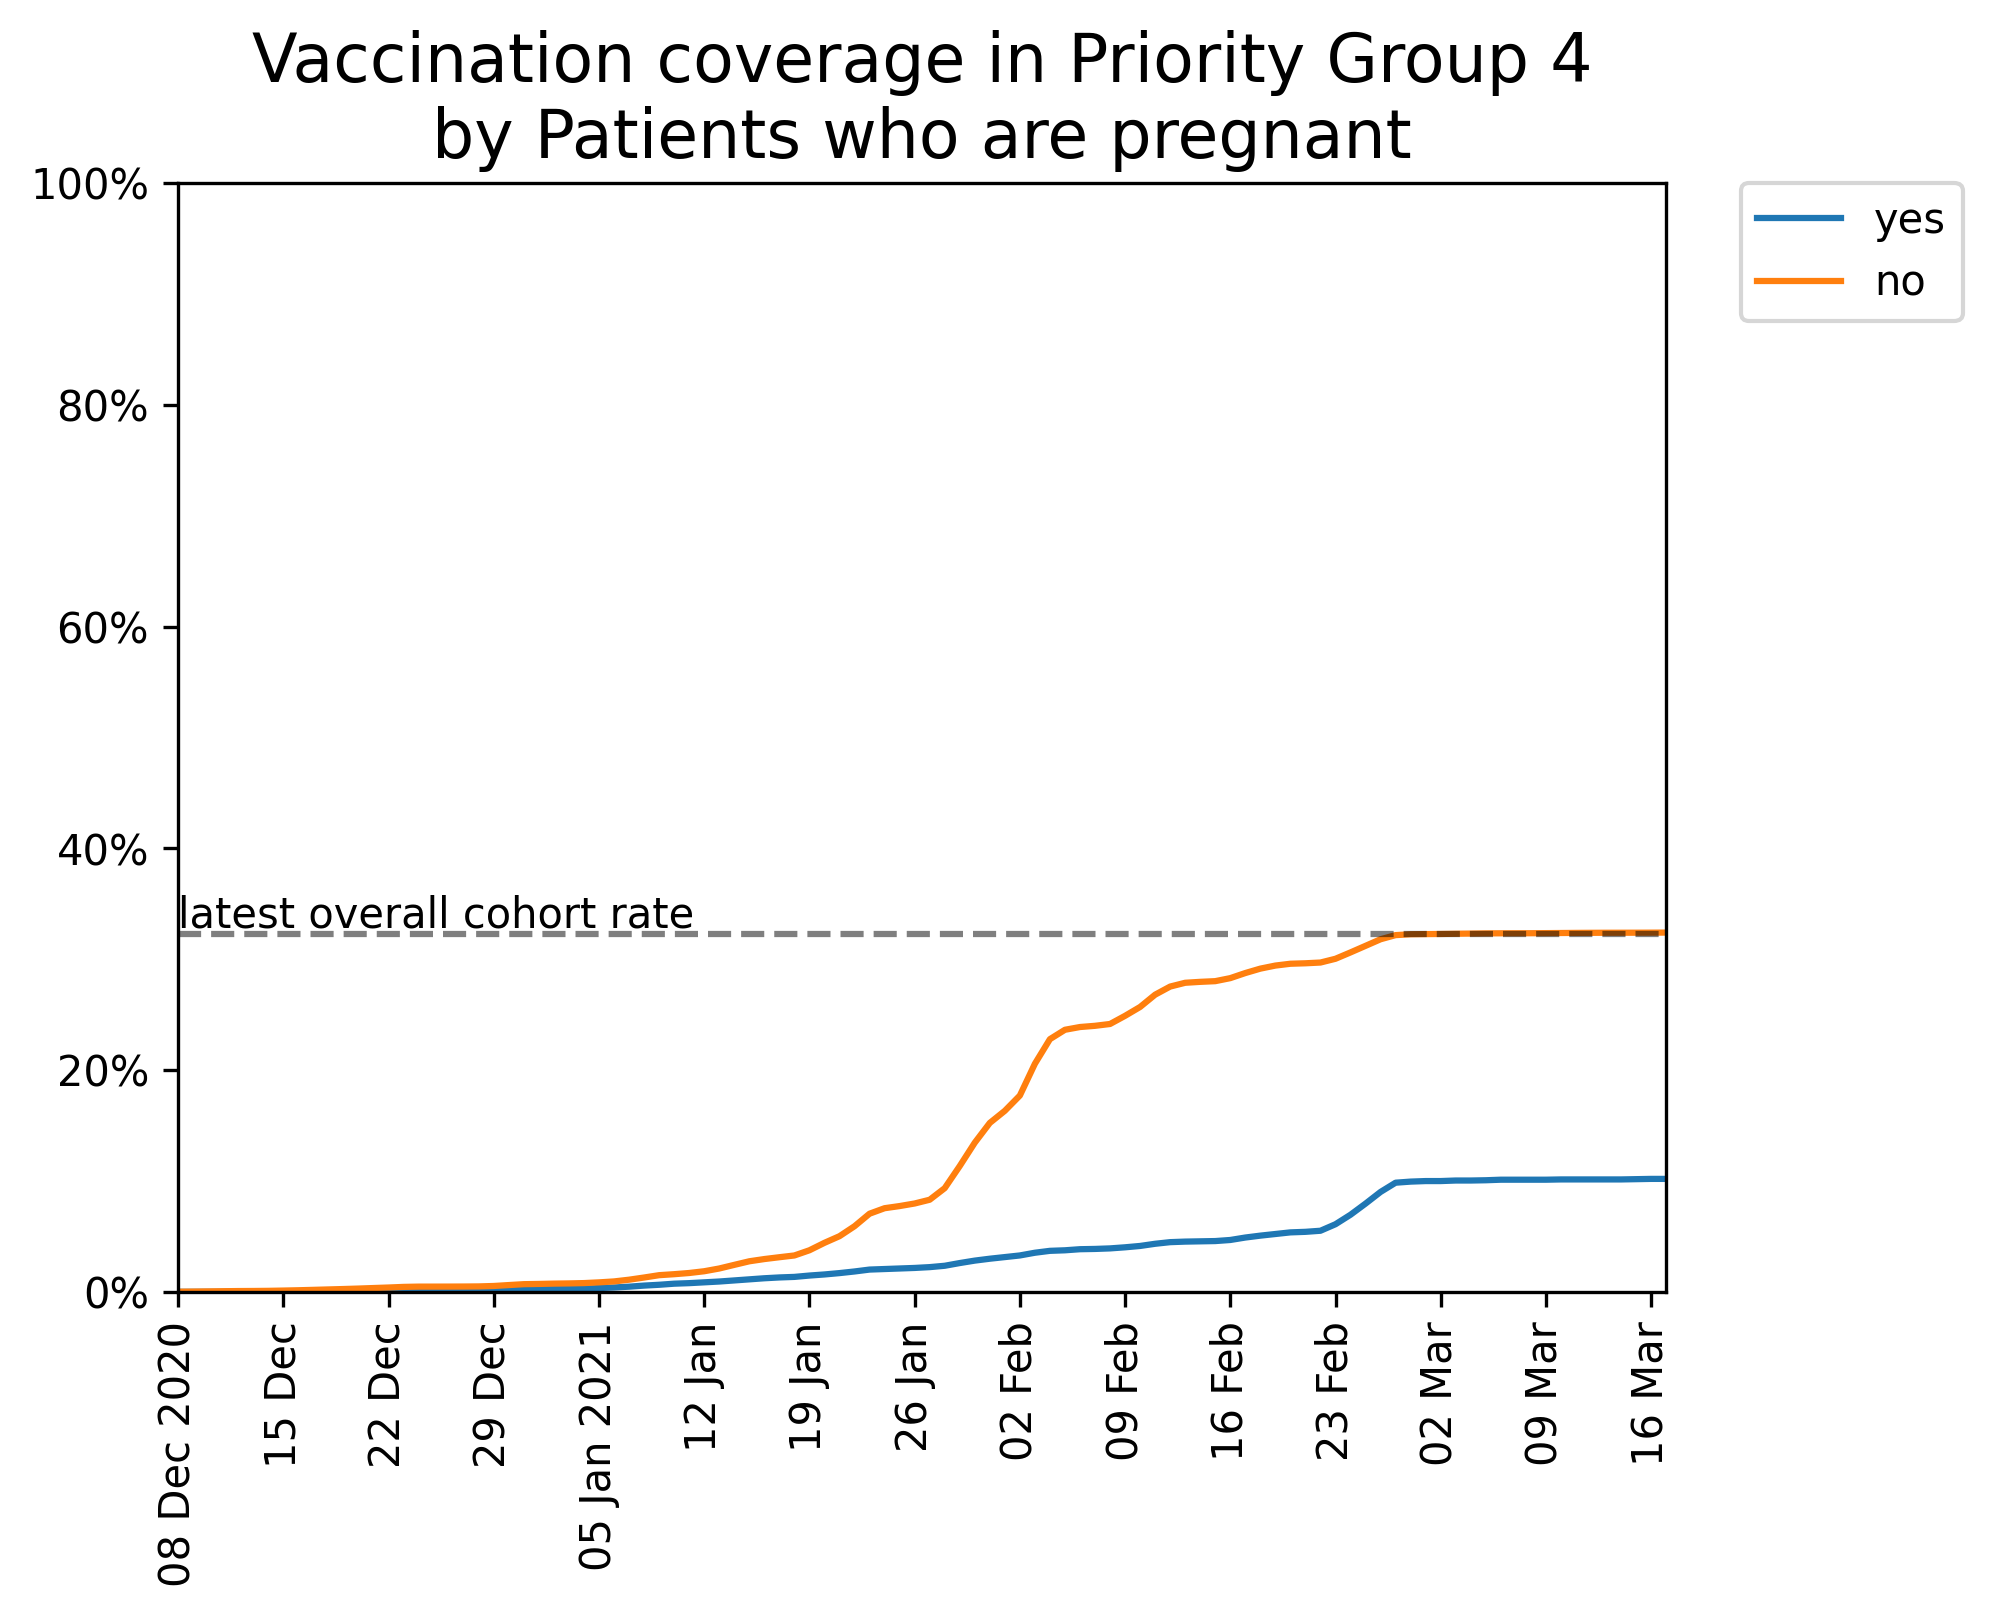 Vaccination coverage in Priority Group 4
by Patients who are pregnant
100%
80%
60%
40%
20%
0%
latest overall cohort rate
yes
no
08 Dec 2020
15 Dec
22 Dec
29 Dec
05 Jan 2021
12 Jan
19 Jan
26 Jan
02 Feb
09 Feb
16 Feb
23 Feb
02 Mar
09 Mar
16 Mar